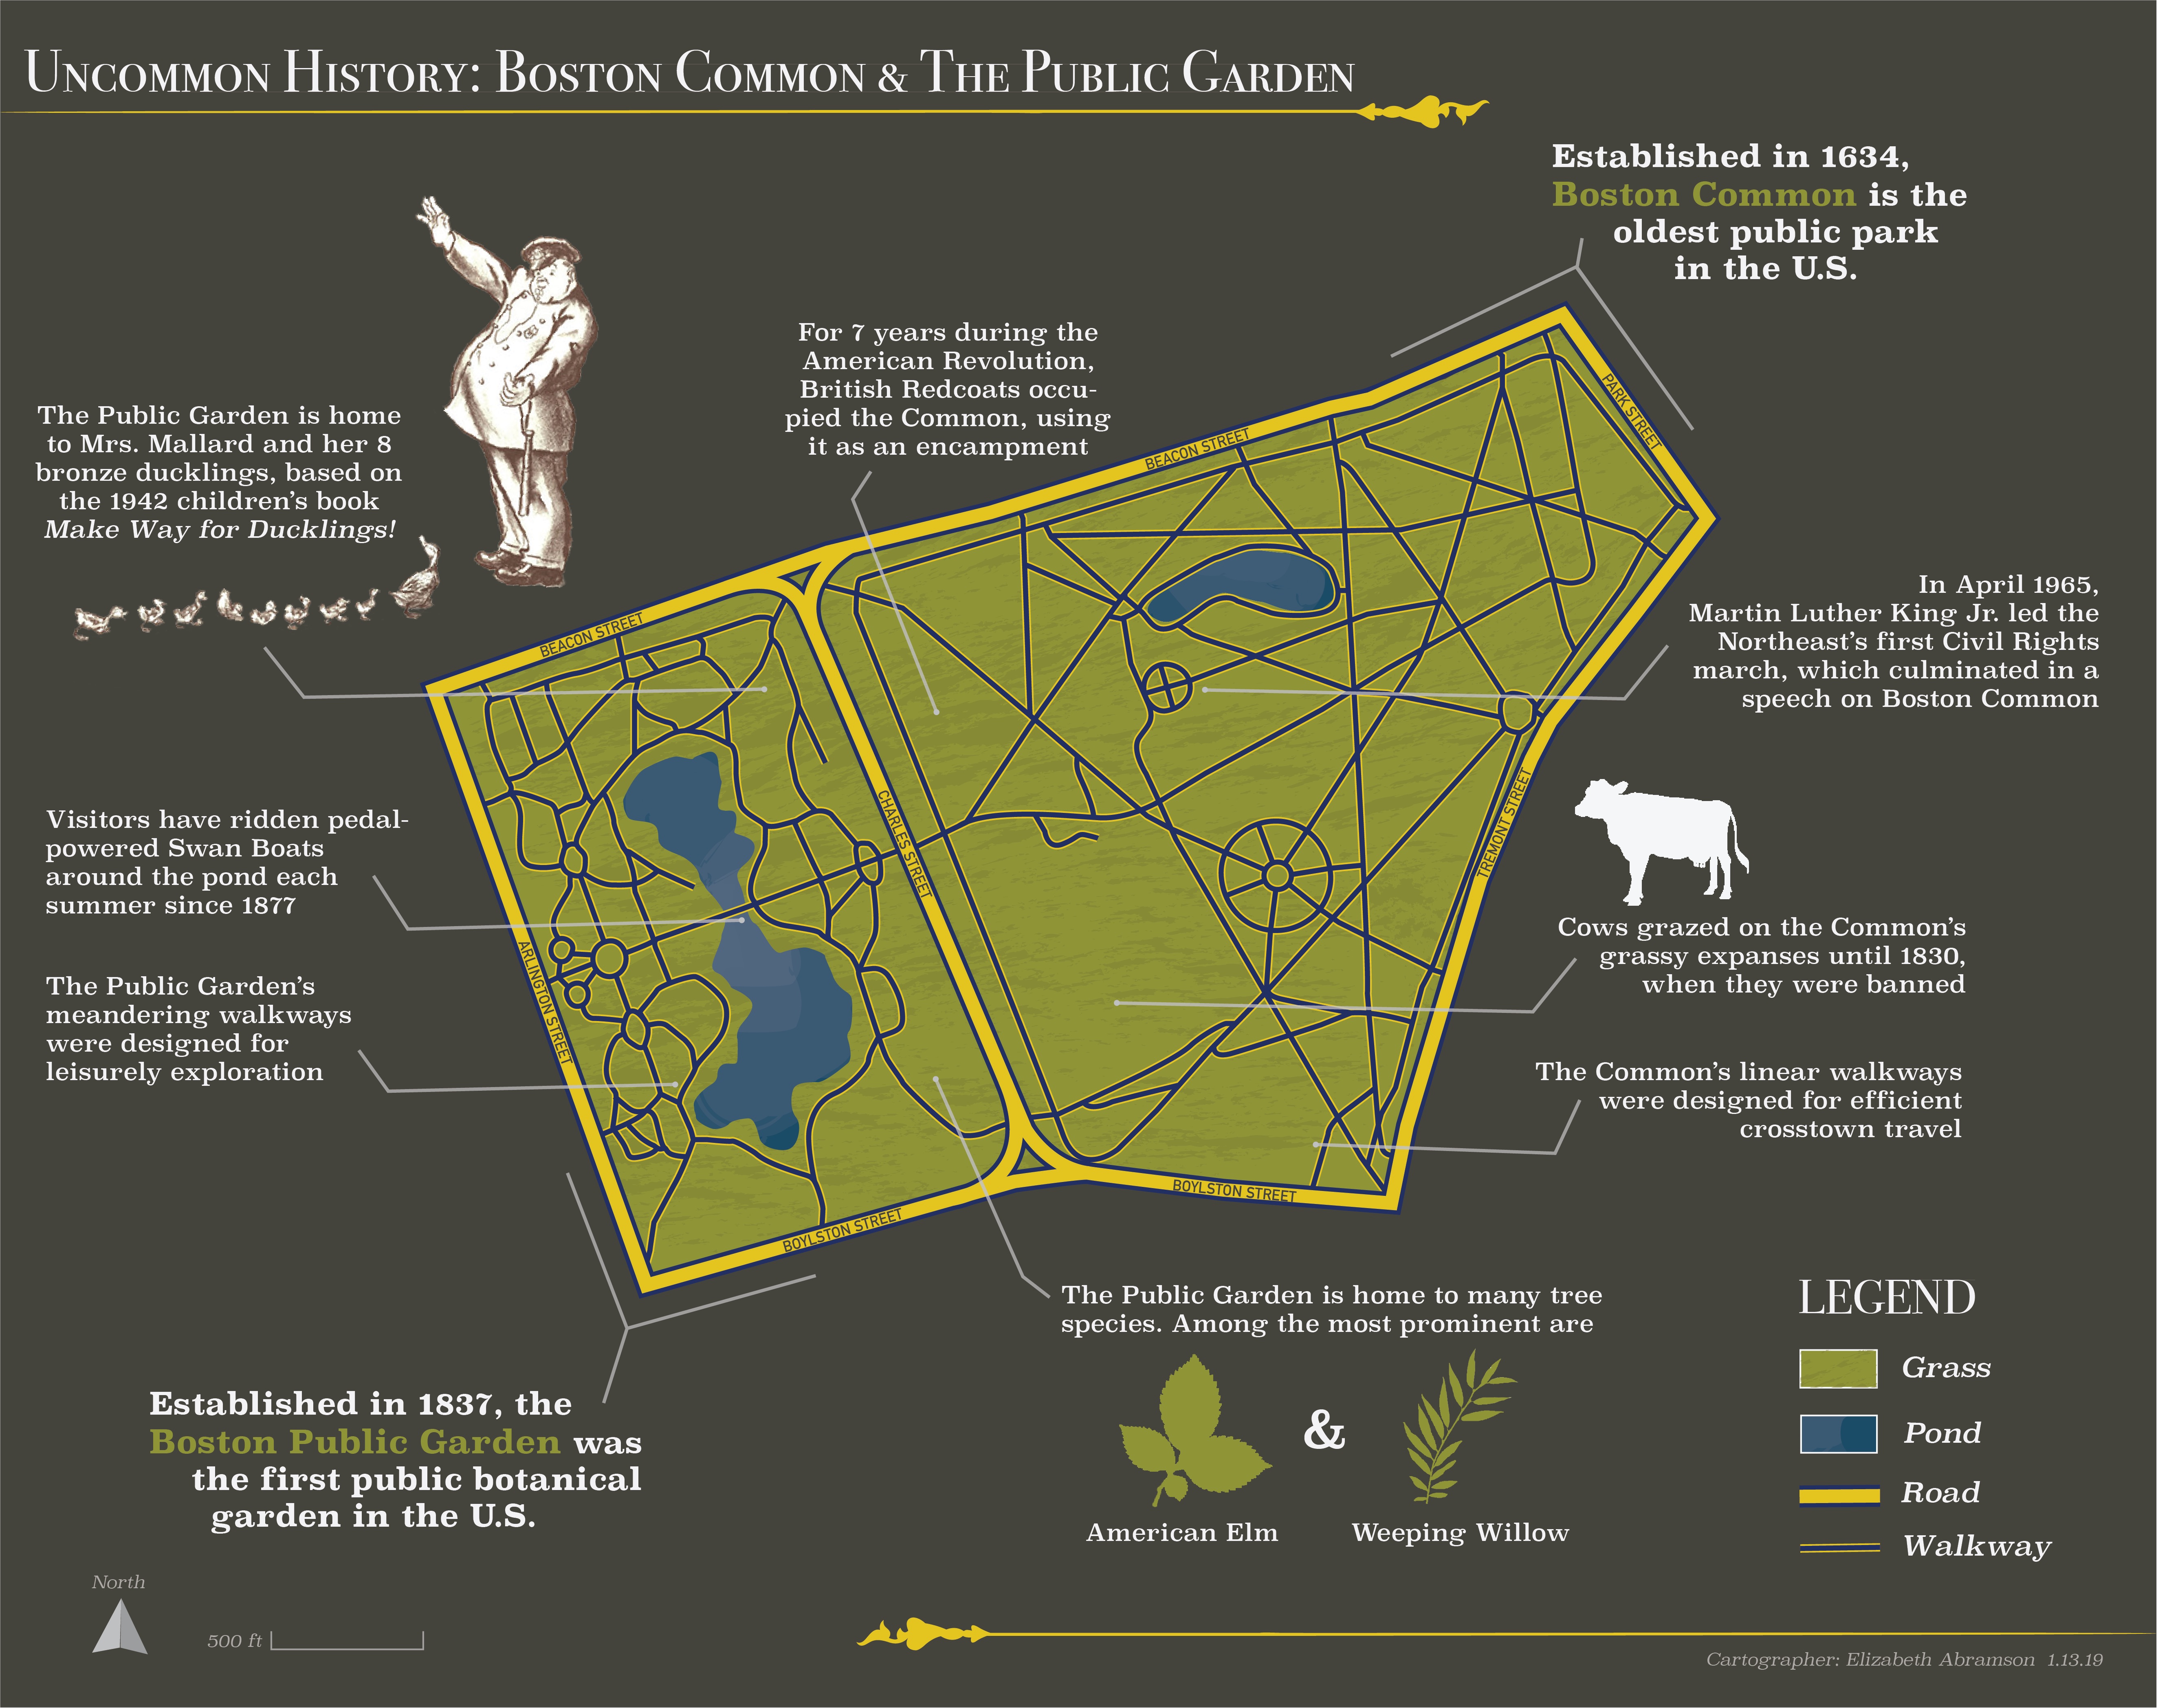 Uncommon History: Boston Common & The Public Garden
Established in 1634,
Boston Common is the
oldest public park
in the U.S.
For 7 years during the
American Revolution,
British Redcoats occu-
pied the Common, using
it as an encampment
The Public Garden is home
to Mrs. Mallard and her 8
bronze ducklings, based on
the 1942 children's book
Make Way for Ducklings!
PARK STREET
BEACON STREET
BEACON STREET
In April 1965,
Martin Luther King Jr. led the
Northeast's first Civil Rights
march, which culminated in a
speech on Boston Common
Visitors have ridden pedal-
powered Swan Boats
around the pond each
summer since 1877
CHARLES STREET
TREMONT STREET
Cows grazed on the Common's
grassy expanses until 1830,
when they were banned
The Public Garden's
meandering walkways
were designed for
leisurely exploration
ARLINGTON STREET
The Common's linear walkways
were designed for efficient
crosstown travel
BOYLSTON STREET
BOYLSTON STREET
The Public Garden is home to many tree
species. Among the most prominent are
&
American Elm
Weeping Willow
Established in 1837, the
Boston Public Garden was
the first public botanical
garden in the U.S.
LEGEND
Grass
Pond
Road
Walkway
North
500 ft
Cartographer: Elizabeth Abramson 1.13.19